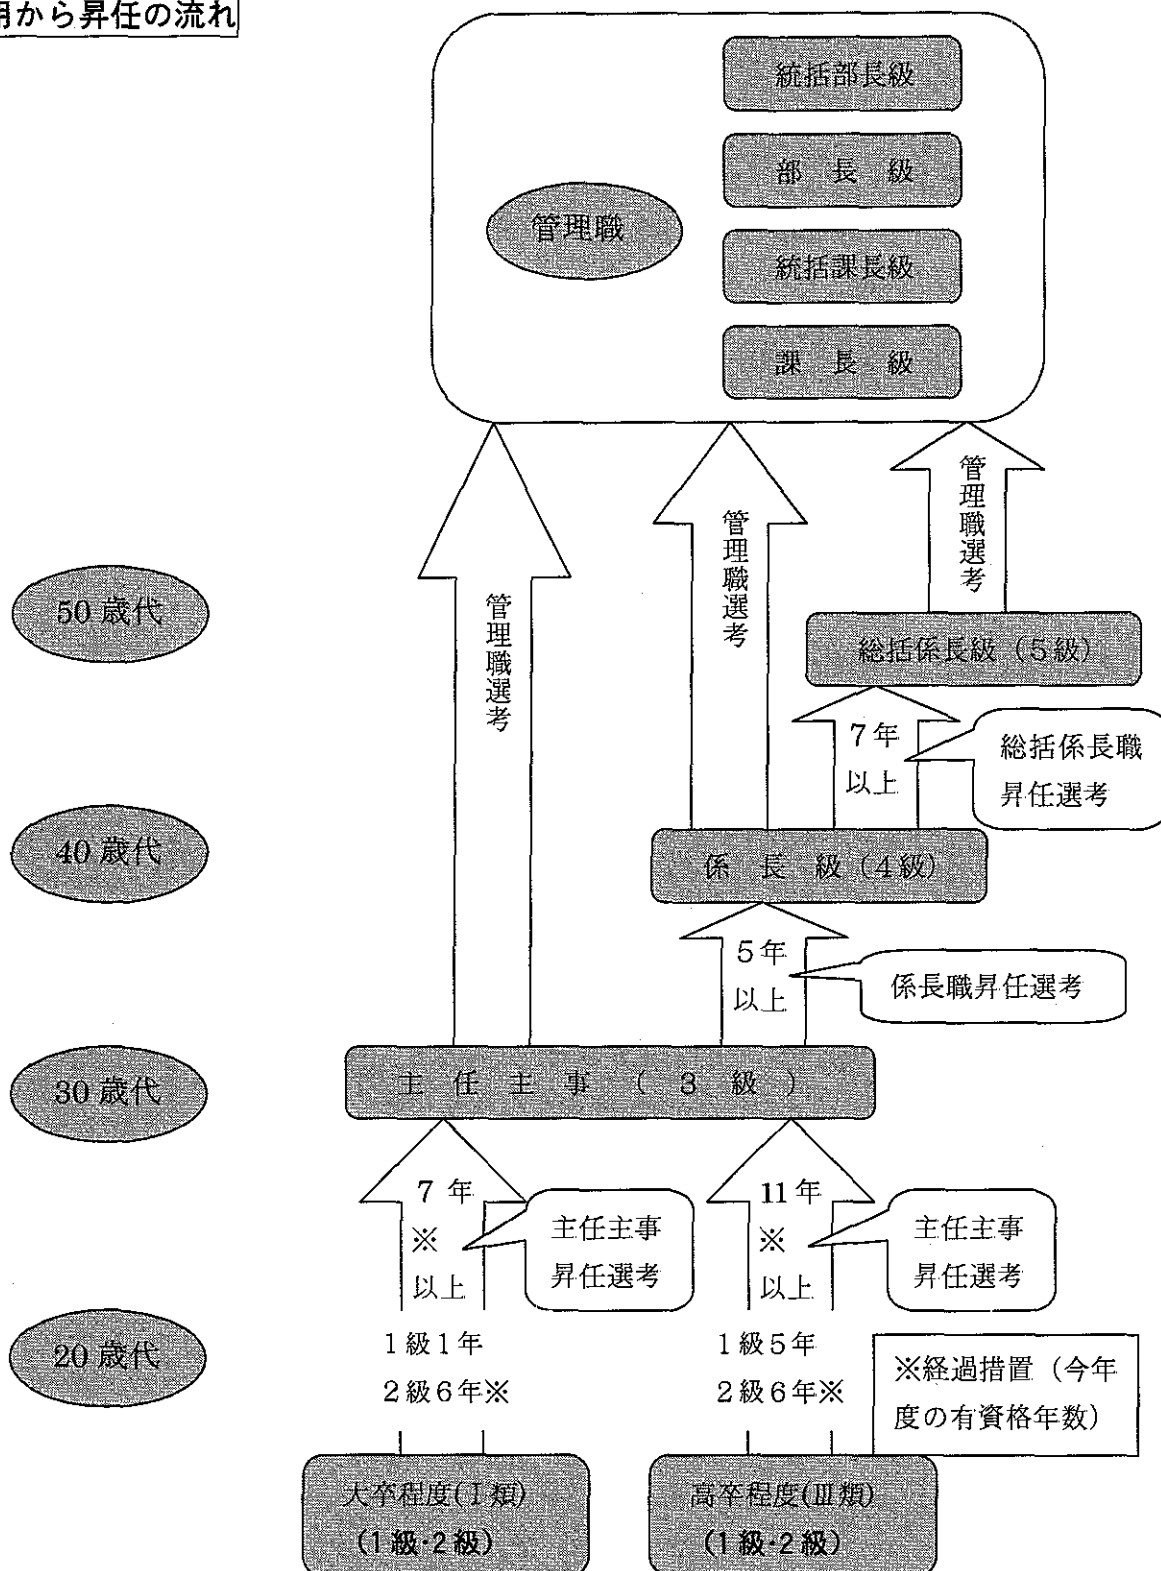 用から昇任の流れ
統括部長級
部　長　級
管理職
統括課長級
課　長　級
管理職選考
管理職選考
管理職選考
50歳代
総括係長級（5級）
7年
以上
総括係長職
昇任選考
40歳代
係　長　級（4級）
5年
以上
係長職昇任選考
30歳代
主　任　主　事　（　3　級　）
7年
※
以上
主任主事
昇任選考
11年
※
以上
主任主事
昇任選考
20歳代
1級1年
2級6年※
1級5年
2級6年※
※経過措置（今年
度の有資格年数）
大卒程度(Ⅰ類)
(1級・2級)
高卒程度(Ⅲ類)
(1級・2級)